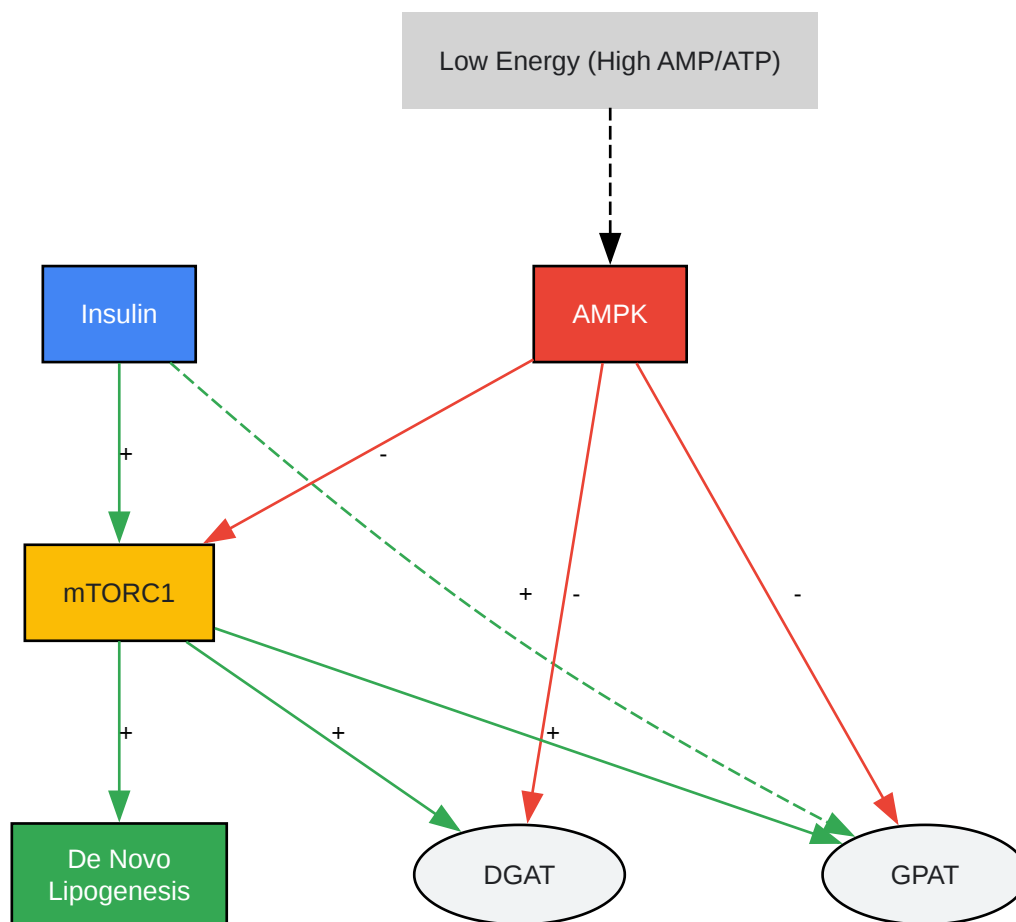 Low Energy (High AMP/ATP)
Insulin
AMPK
+
-
mTORC1
+
-
-
+
+
+
De Novo
Lipogenesis
DGAT
GPAT